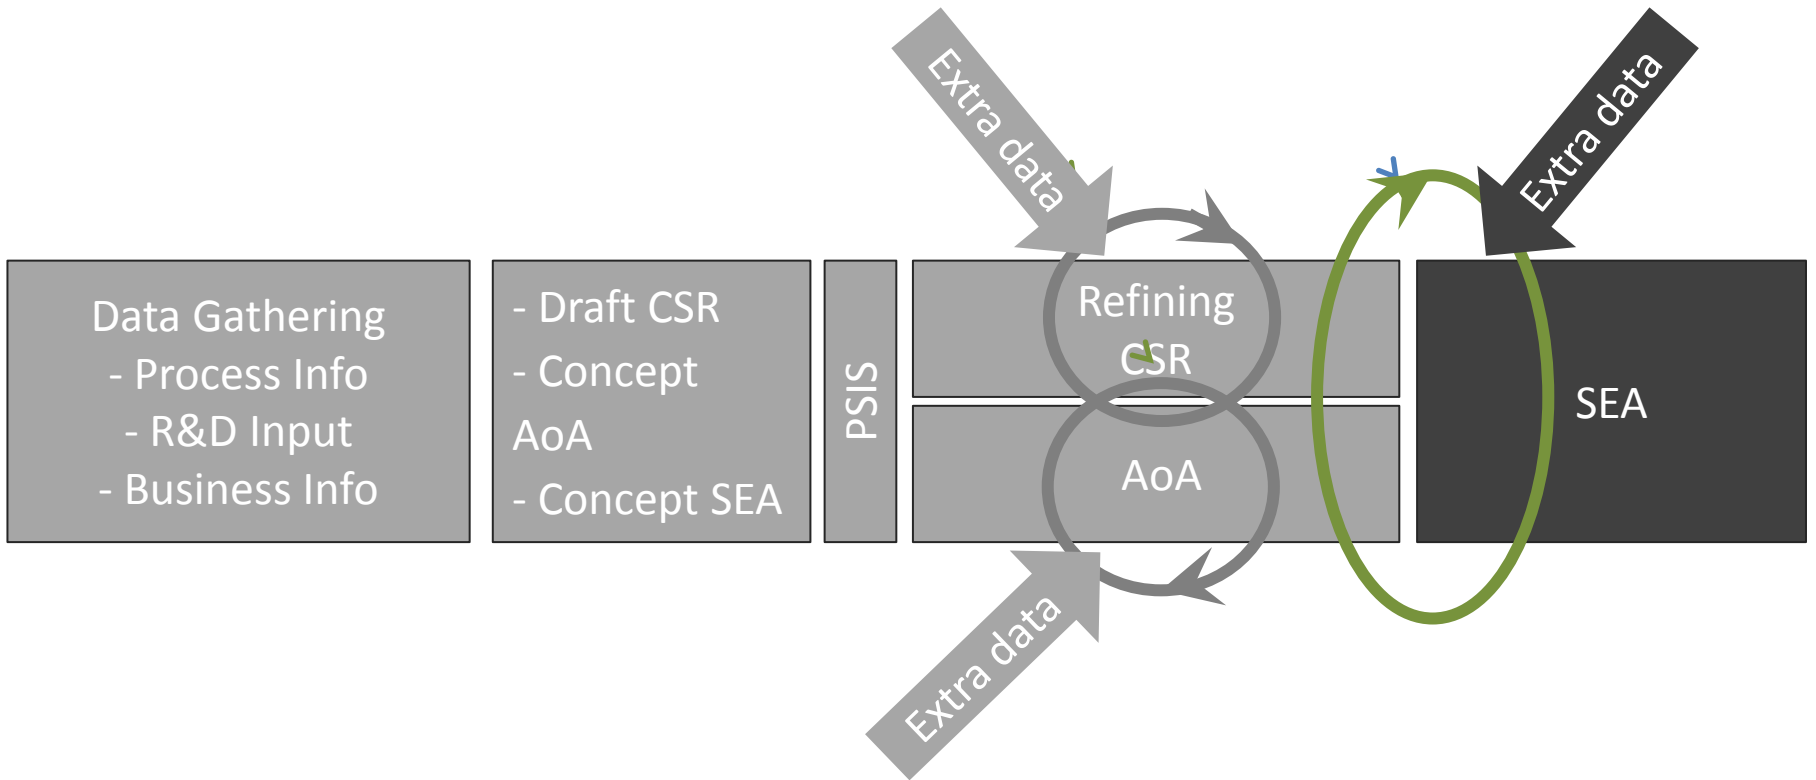 Extra data
Extra data
Data Gathering
- Process Info
- R&D Input
- Business Info
- Draft CSR
- Concept
AoA
- Concept SEA
PSIS
Refining
CSR
AoA
SEA
Extra data